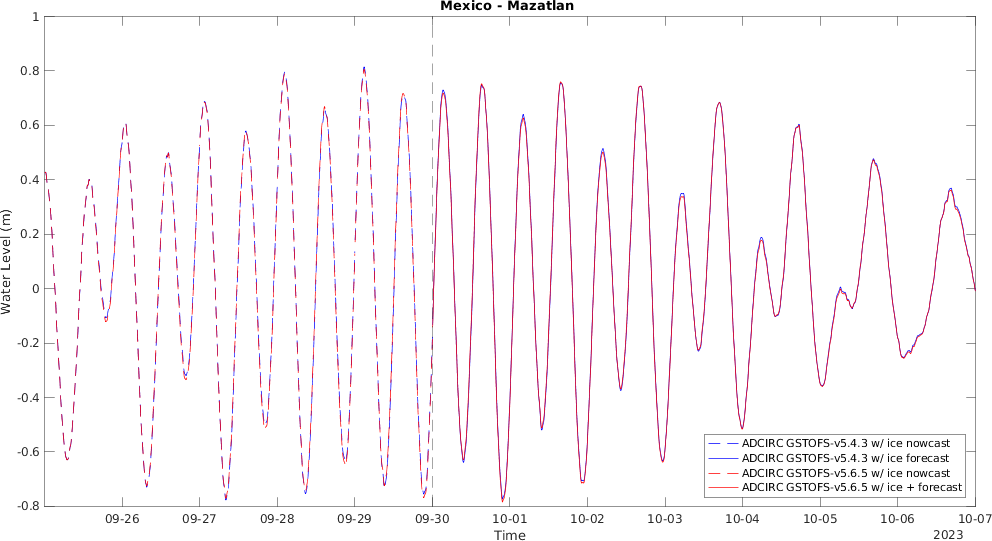 Mexico - Mazatlan
1
0.8
0.6
0.4
0.2
0
-0.2
-0.4
-0.6
-0.8
Water Level (m)
ADCIRC GSTOFS-v5.4.3 w/ ice nowcast
ADCIRC GSTOFS-v5.4.3 w/ ice forecast
ADCIRC GSTOFS-v5.6.5 w/ ice nowcast
ADCIRC GSTOFS-v5.6.5 w/ ice + forecast
09-26 09-27 09-28 09-29 09-30 10-01 10-02 10-03 10-04 10-05 10-06 10-07
Time
2023